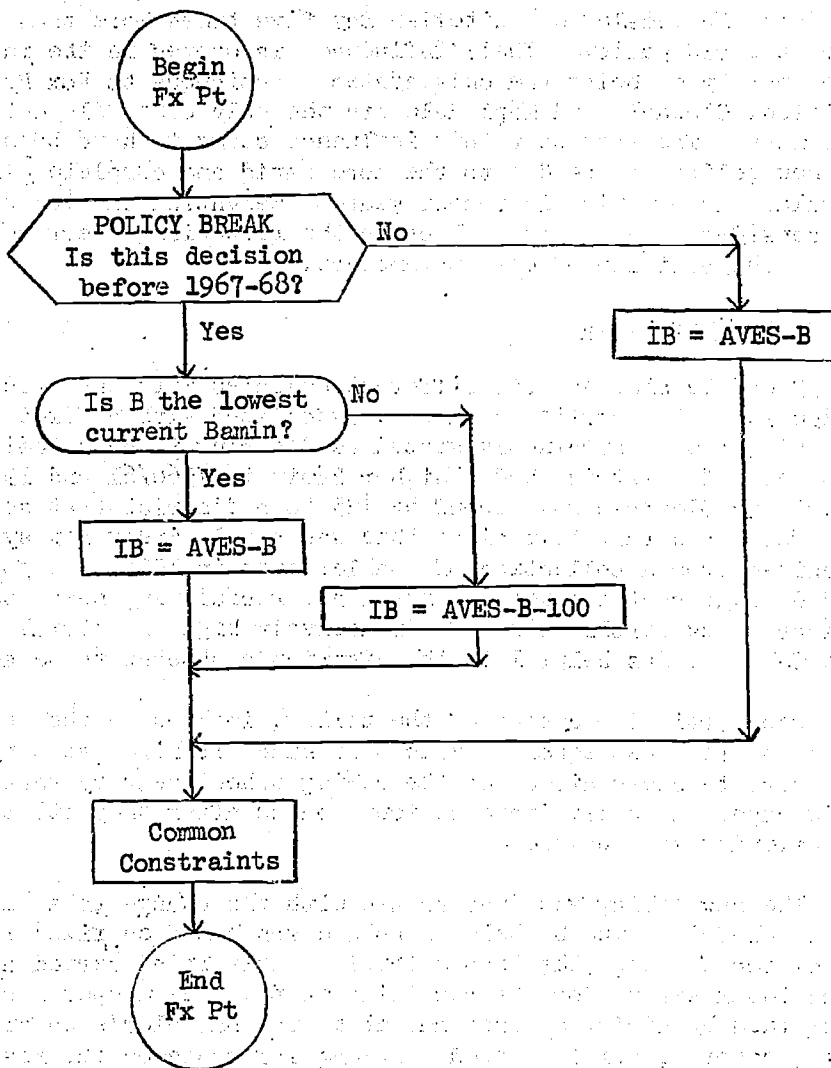 Begin
Fx Pt
POLICY BREAK
Is this decision
before 1967-68?
No
Yes
IB = AVES-B
Is B the lowest
current Bamin?
No
Yes
IB = AVES-B
IB = AVES-B-100
Common
Constraints
End
Fx Pt